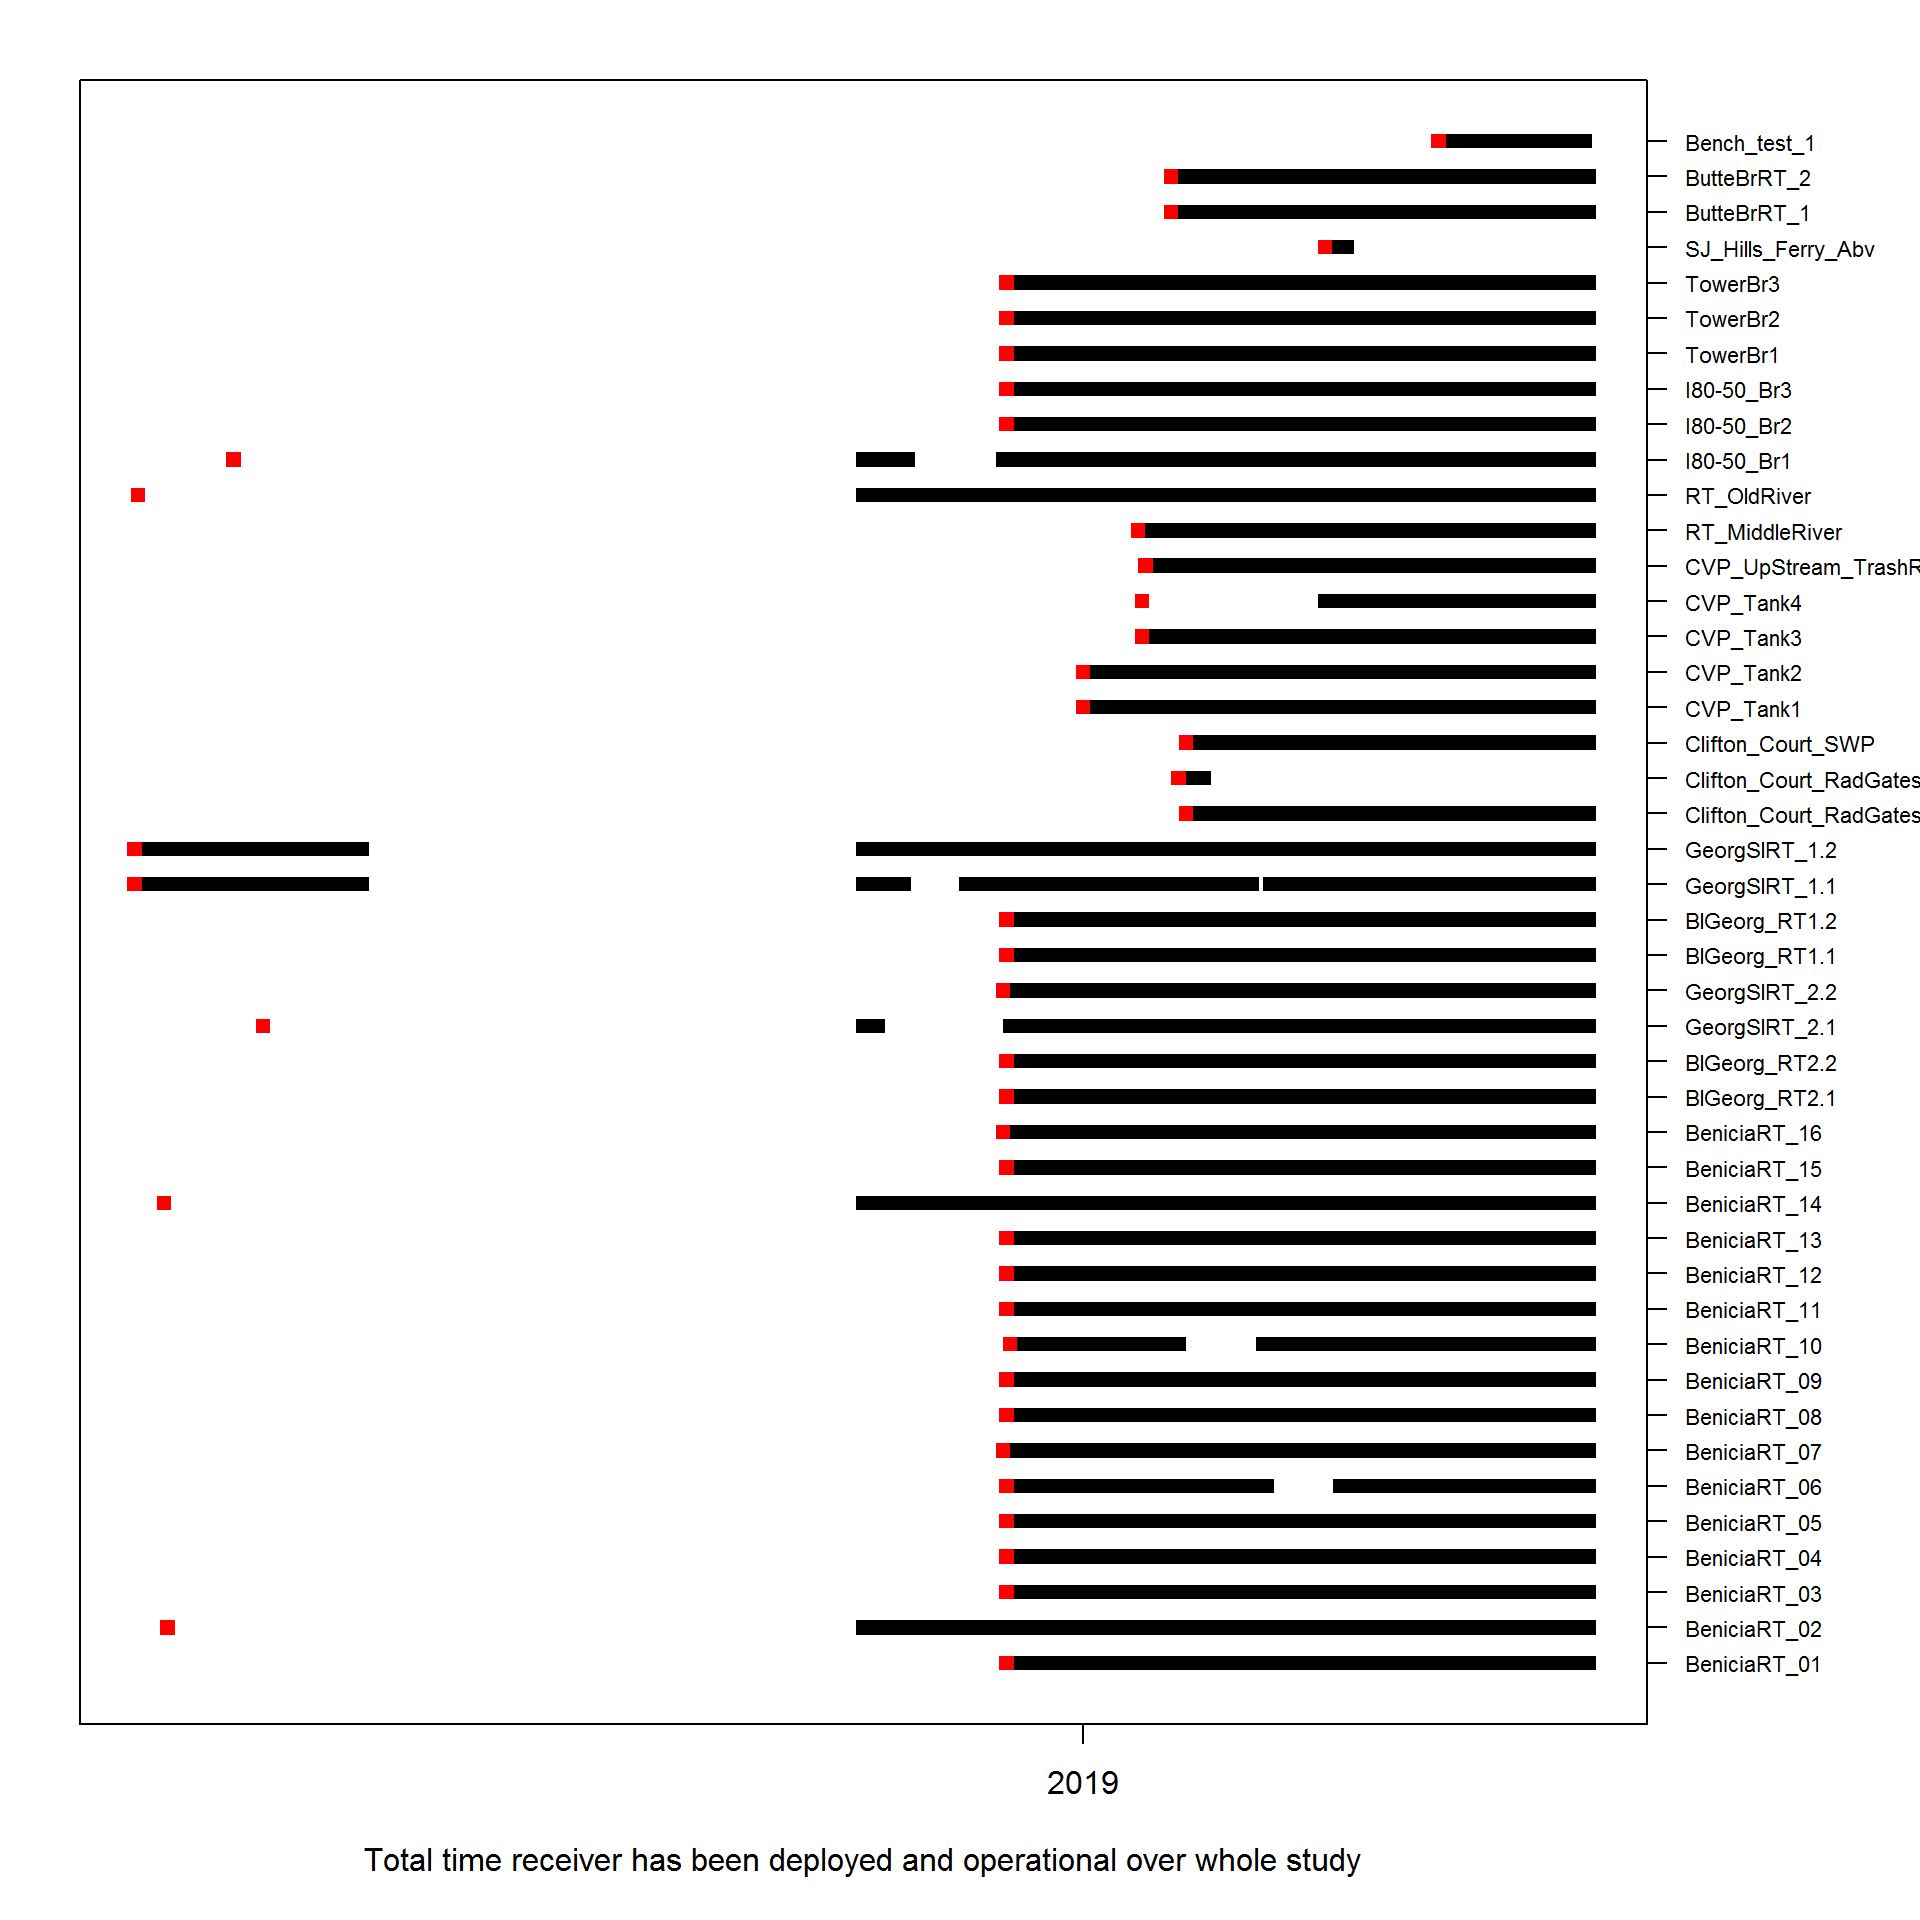 Bench_test_1
ButteBrRT_2
ButteBrRT_1
SJ_Hills_Ferry_Abv
TowerBr3
TowerBr2
TowerBr1
I80-50_Br3
I80-50_Br2
I80-50_Br1
RT_OldRiver
RT_MiddleRiver
CVP_UpStream_TrashR
CVP_Tank4
CVP_Tank3
CVP_Tank2
CVP_Tank1
Clifton_Court_SWP
Clifton_Court_RadGates
Clifton_Court_RadGates
GeorgSlRT_1.2
GeorgSlRT_1.1
BlGeorg_RT1.2
BlGeorg_RT1.1
GeorgSlRT_2.2
GeorgSlRT_2.1
BlGeorg_RT2.2
BlGeorg_RT2.1
BeniciaRT_16
BeniciaRT_15
BeniciaRT_14
BeniciaRT_13
BeniciaRT_12
BeniciaRT_11
BeniciaRT_10
BeniciaRT_09
BeniciaRT_08
BeniciaRT_07
BeniciaRT_06
BeniciaRT_05
BeniciaRT_04
BeniciaRT_03
BeniciaRT_02
BeniciaRT_01
2019
Total time receiver has been deployed and operational over whole study